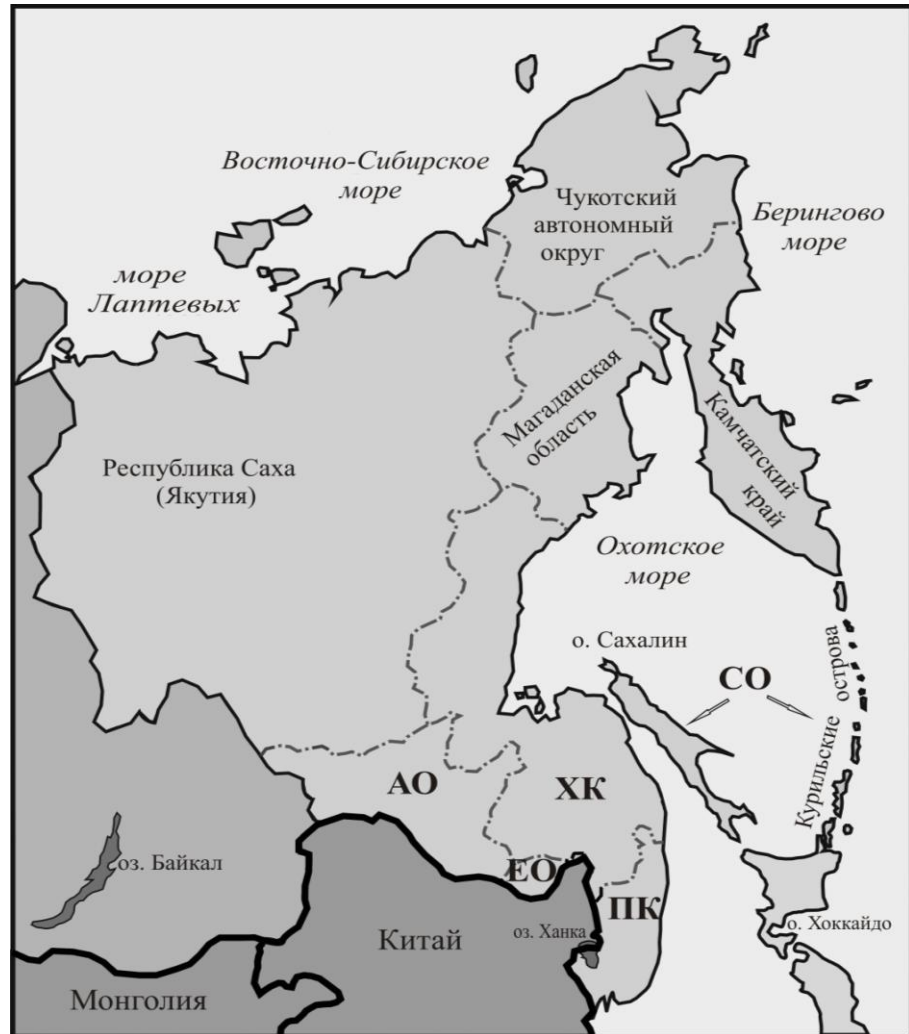 Восточно-Сибирское
море
Чукотский
автономный
округ
Берингово
море
море
Лаптевых
Магаданская
область
Камчатский
край
Республика Саха
(Якутия)
Охотское
море
о. Сахалин
СО
Курильские острова
АО
ХК
ЕО
ПК
оз. Байкал
Китай
оз. Ханка
о. Хоккайдо
Монголия